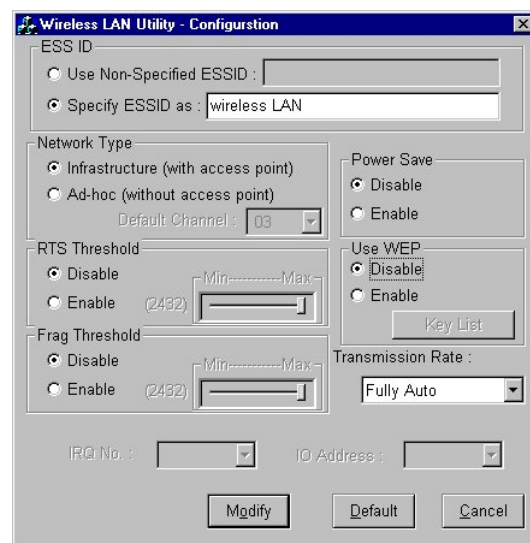 Wireless LAN Utility - Configurstion
ESS ID
Use Non-Specified ESSID :
Specify ESSID as : wireless LAN
Network Type
Infrastructure (with access point)
Ad-hoc (without access point)
Default Channel : 03
Power Save
Disable
Enable
RTS Threshold
Disable
Enable (2432) Min-----------Max
Use WEP
Disable
Enable
Key List
Frag Threshold
Disable
Enable (2432) Min-----------Max
Transmission Rate :
Fully Auto
IRQ No. :
IO Address :
Modify Default Cancel